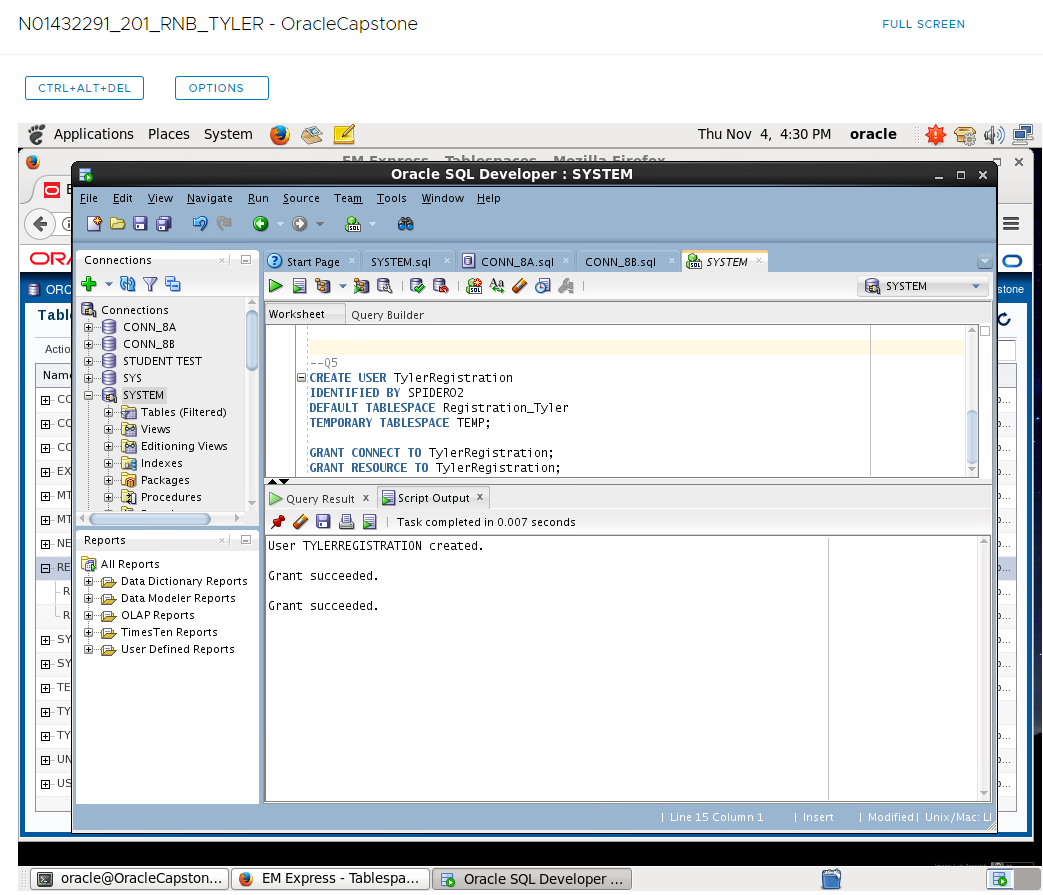 N01432291_201_RNB_TYLER - OracleCapstone
FULL SCREEN
CTRL+ALT+DEL
OPTIONS
Applications Places System
Thu Nov 4, 4:30 PM oracle
EM Express - Tablespaces - Mozilla Firefox
Oracle SQL Developer : SYSTEM
File Edit View Navigate Run Source Team Tools Window Help
Connections
Start Page
SYSTEM.sql
CONN_8A.sql
CONN_8B.sql
SYSTEM
SYSTEM
Worksheet
Query Builder
Connections
CONN_8A
CONN_8B
STUDENT TEST
SYS
SYSTEM
Tables (Filtered)
Views
Editioning Views
Indexes
Packages
Procedures
--Q5
CREATE USER TylerRegistration
IDENTIFIED BY SPIDERO2
DEFAULT TABLESPACE Registration_Tyler
TEMPORARY TABLESPACE TEMP;
GRANT CONNECT TO TylerRegistration;
GRANT RESOURCE TO TylerRegistration;
Query Result
Script Output
Task completed in 0.007 seconds
User TYLERREGISTRATION created.
Grant succeeded.
Grant succeeded.
Reports
All Reports
Data Dictionary Reports
Data Modeler Reports
OLAP Reports
TimesTen Reports
User Defined Reports
Line 15 Column 1
Insert
Modified
Unix/Mac: LI
oracle@OracleCapston...
EM Express - Tablespa...
Oracle SQL Developer ...